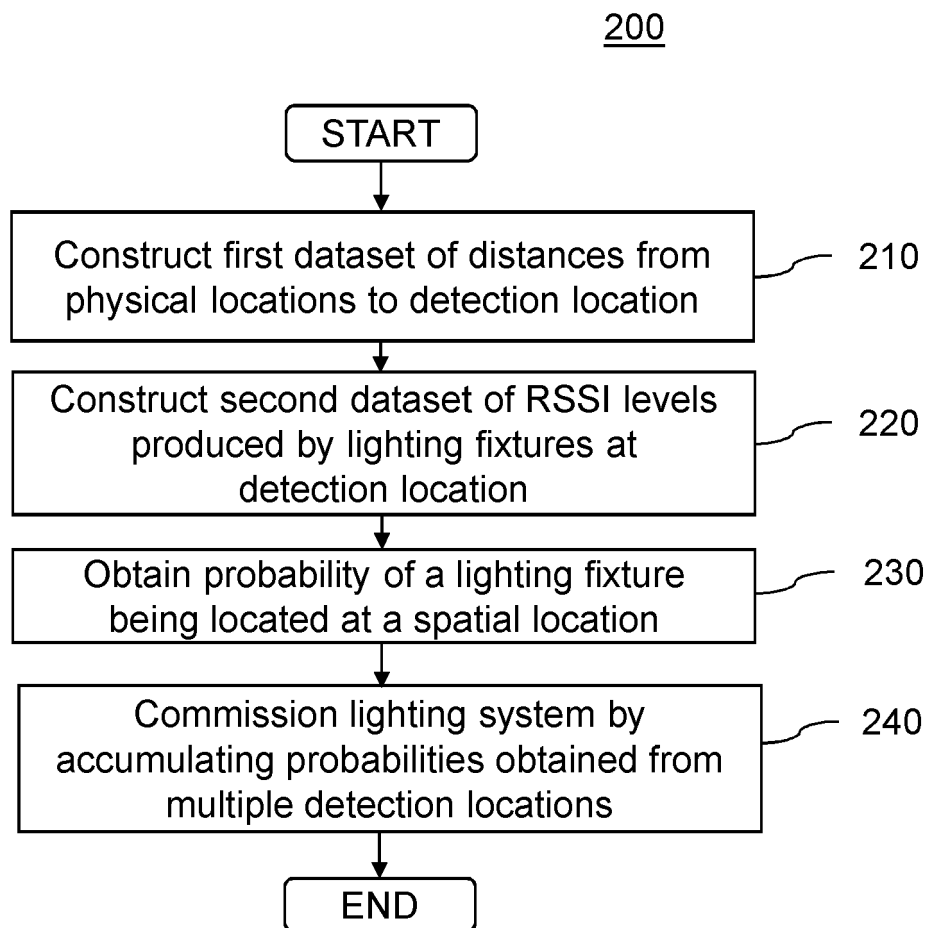 200
START
Construct first dataset of distances from
physical locations to detection location
210
Construct second dataset of RSSI levels
produced by lighting fixtures at
detection location
220
Obtain probability of a lighting fixture
being located at a spatial location
230
Commission lighting system by
accumulating probabilities obtained from
multiple detection locations
240
END